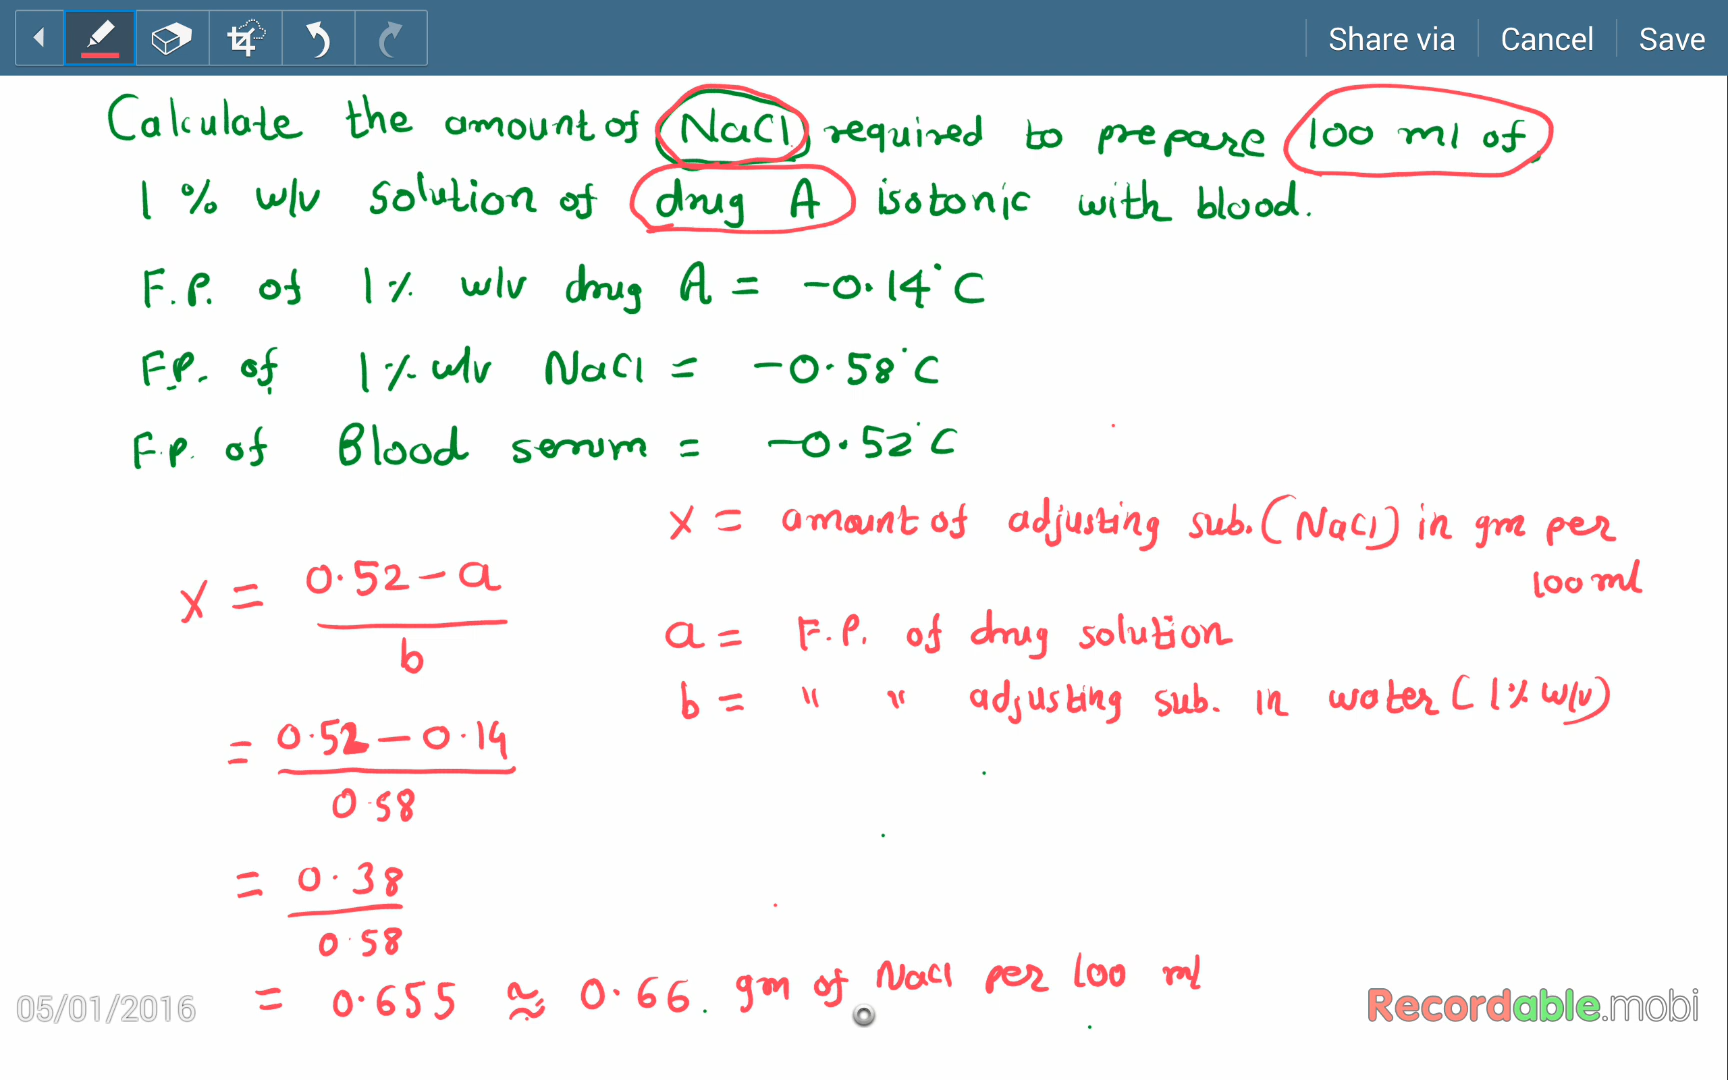 Share via Cancel Save
Calculate the amount of NaCl required to prepare 100 ml of
1 % w/v solution of drug A isotonic with blood.
F.P. of 1% w/v drug A = -0.14°C
F.P. of 1% w/v NaCl = -0.58°C
F.P. of Blood serum = -0.52°C
x = amount of adjusting sub. (NaCl) in gm per
100 ml
x = 0.52 - a
b
a = F.P. of drug solution
b = " " adjusting sub. in water (1% w/v)
= 0.52 - 0.14
0.58
= 0.38
0.58
= 0.655 ≈ 0.66. gm of NaCl per 100 ml
05/01/2016
Recordable.mobi